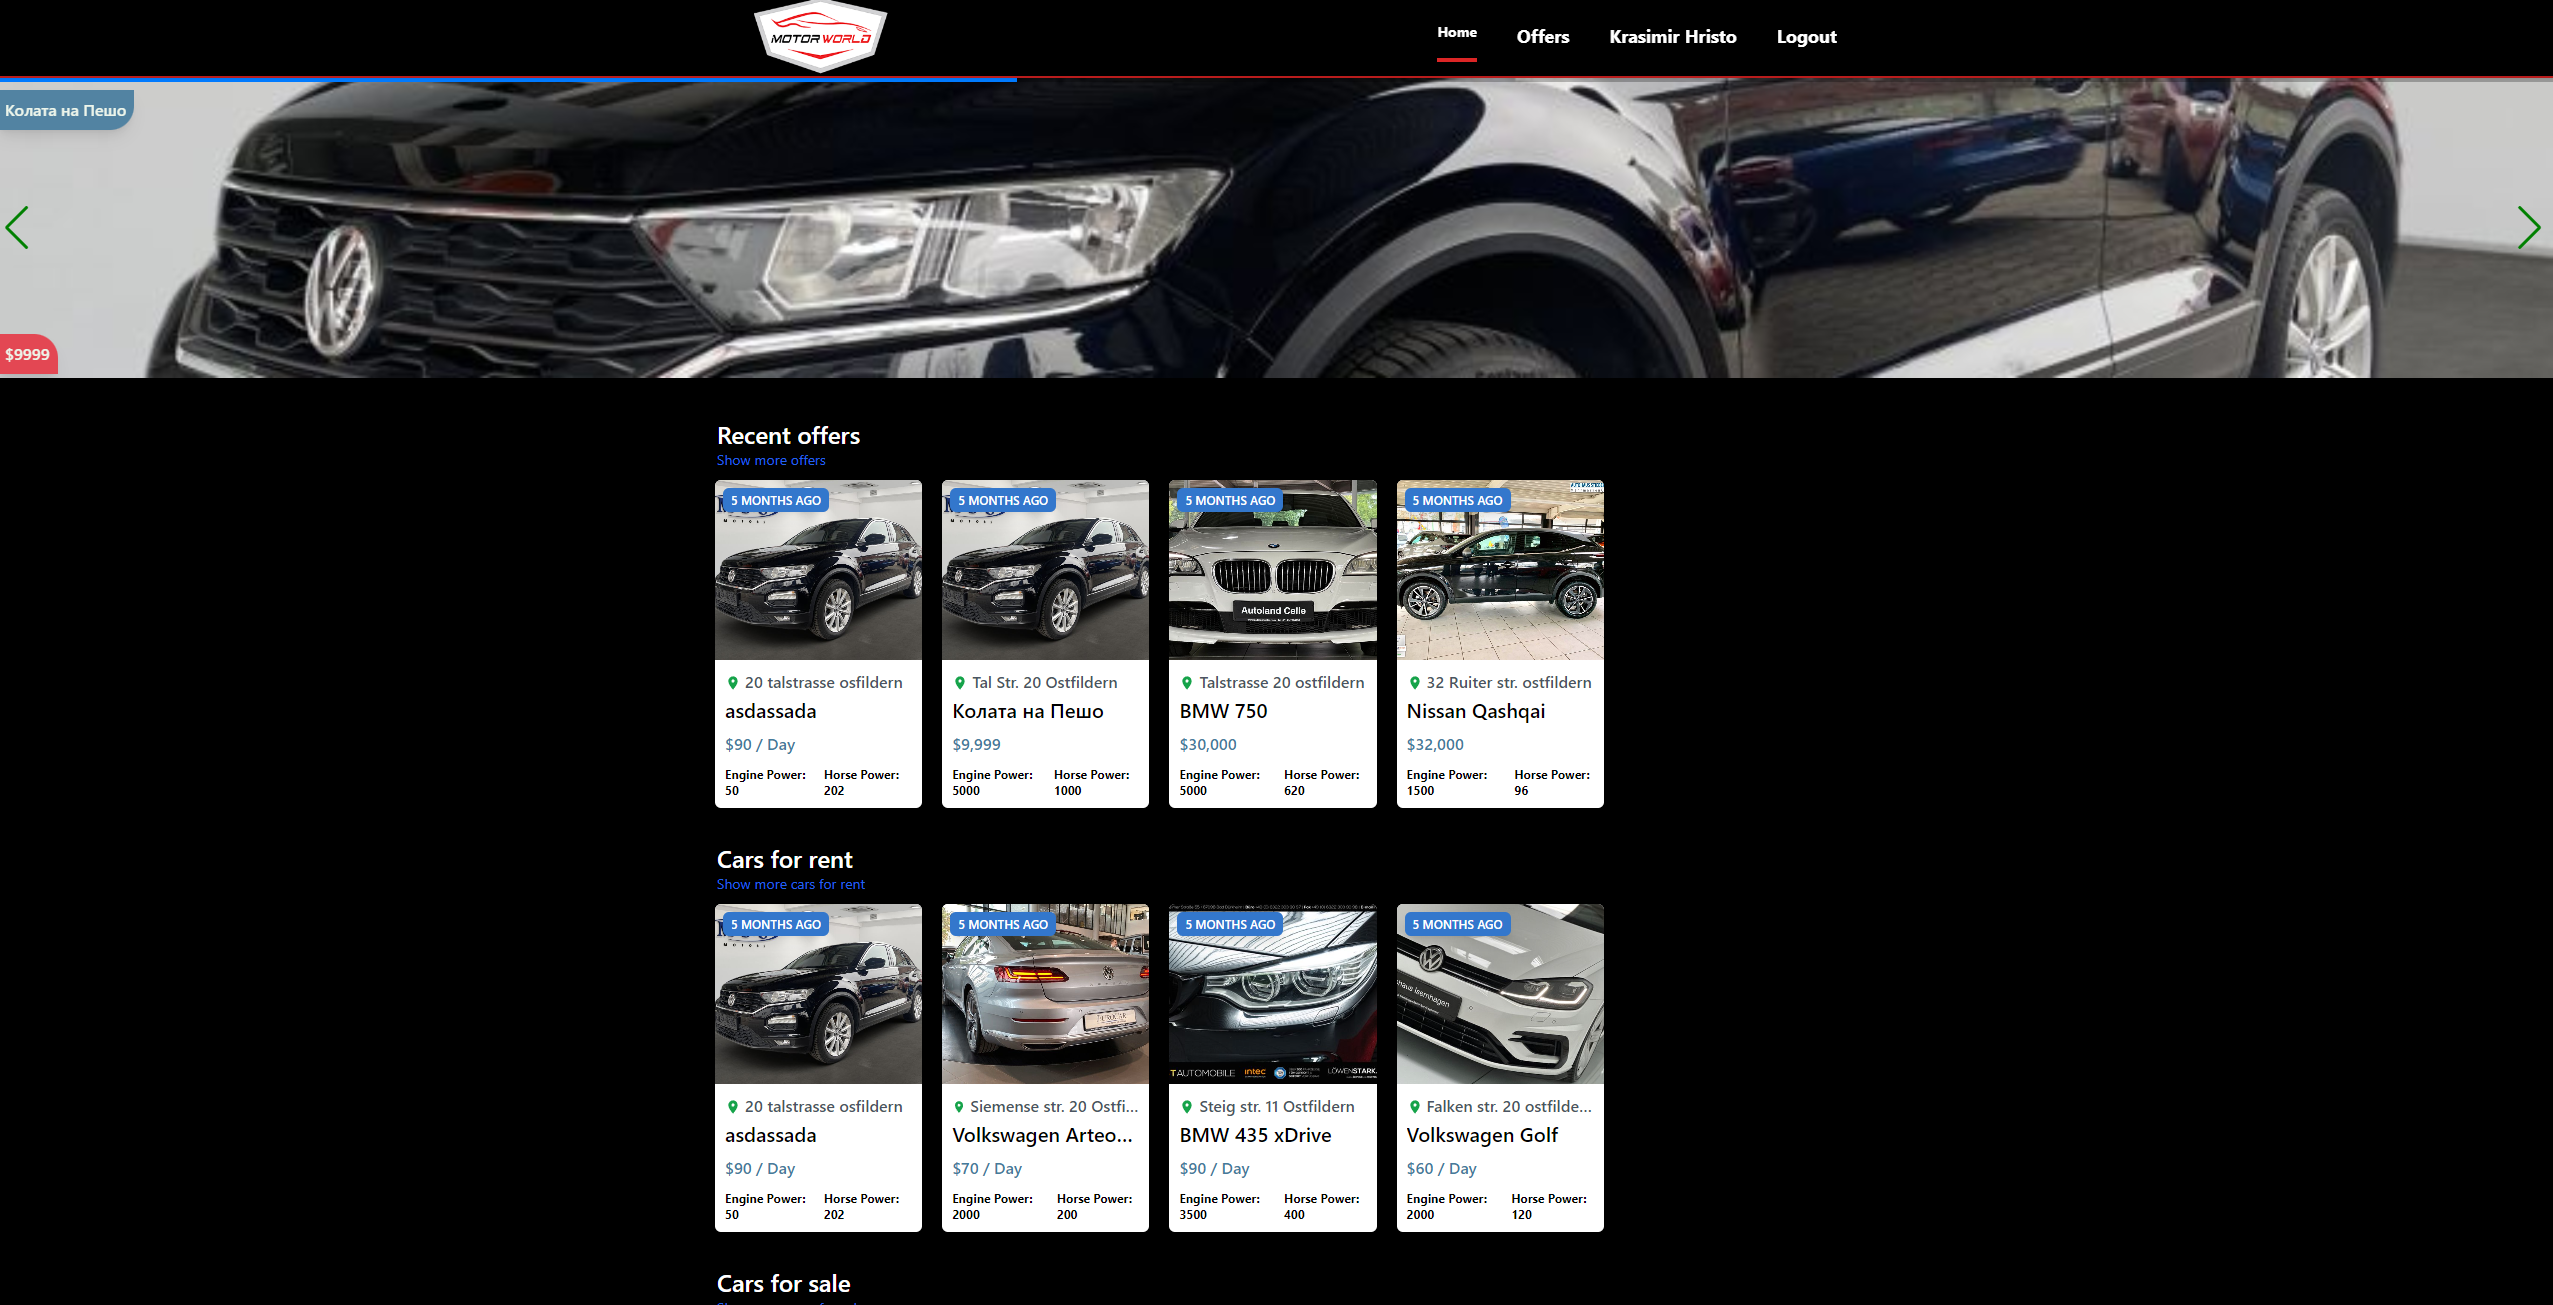 MOTORWORLD
Home
Offers
Krasimir Hristo
Logout
Колата на Пешо
$9999
Recent offers
Show more offers
5 MONTHS AGO
5 MONTHS AGO
5 MONTHS AGO
5 MONTHS AGO
Autoland Celle
20 talstrasse osfildern
Tal Str. 20 Ostfildern
Talstrasse 20 ostfildern
32 Ruiter str. ostfildern
asdassada
Колата на Пешо
BMW 750
Nissan Qashqai
$90 / Day
$9,999
$30,000
$32,000
Engine Power: Horse Power:
50 202
Engine Power: Horse Power:
5000 1000
Engine Power: Horse Power:
5000 620
Engine Power: Horse Power:
1500 96
Cars for rent
Show more cars for rent
5 MONTHS AGO
5 MONTHS AGO
5 MONTHS AGO
5 MONTHS AGO
TAUTOMOBILE intec LÖWENSTARK.
20 talstrasse osfildern
Siemense str. 20 Ostfi...
Steig str. 11 Ostfildern
Falken str. 20 ostfilde...
asdassada
Volkswagen Arteo...
BMW 435 xDrive
Volkswagen Golf
$90 / Day
$70 / Day
$90 / Day
$60 / Day
Engine Power: Horse Power:
50 202
Engine Power: Horse Power:
2000 200
Engine Power: Horse Power:
3500 400
Engine Power: Horse Power:
2000 120
Cars for sale